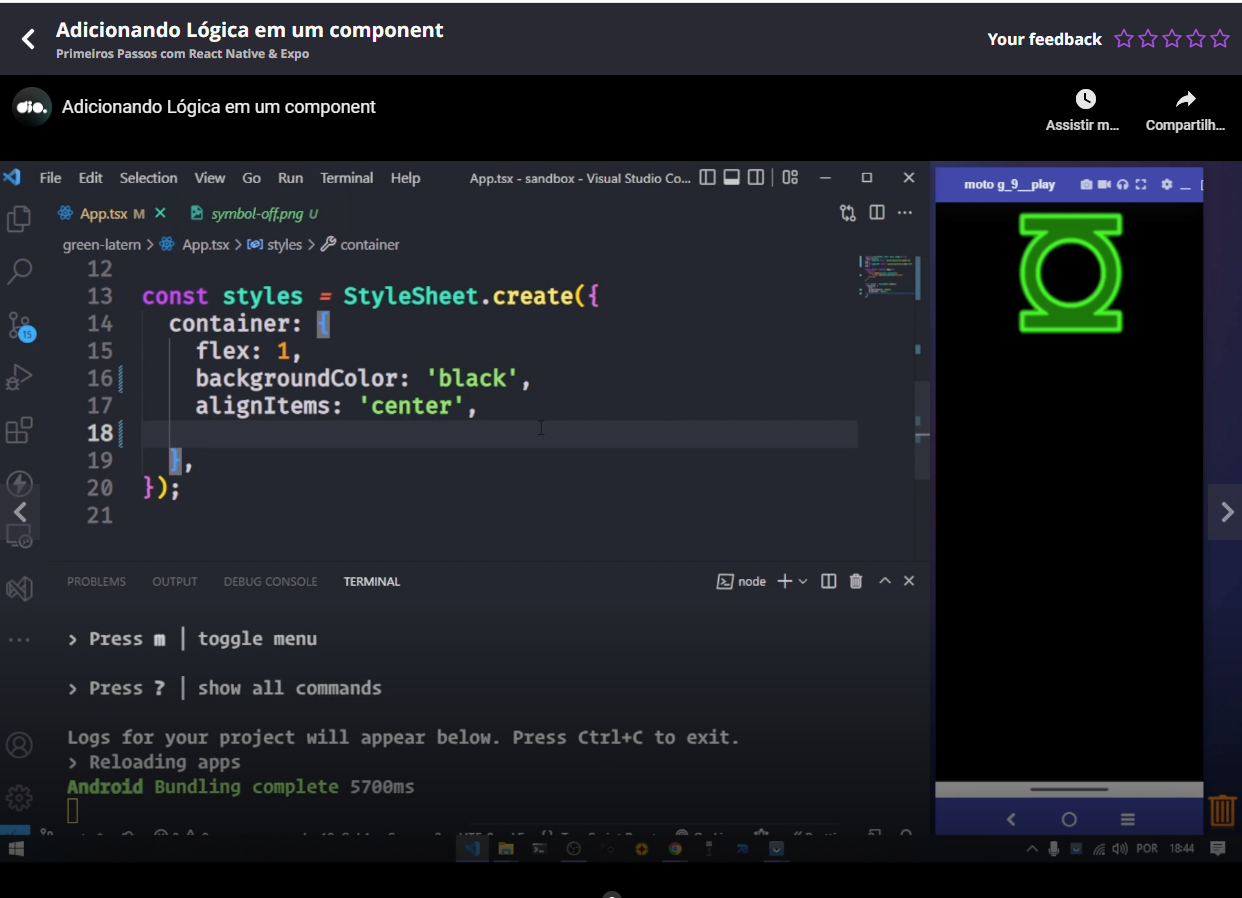 Adicionando Lógica em um component
Primeiros Passos com React Native & Expo
Your feedback
dio.
Adicionando Lógica em um component
Assistir m...
Compartilh...
File Edit Selection View Go Run Terminal Help
App.tsx - sandbox - Visual Studio Co...
moto g_9__play
App.tsx M
symbol-off.png U
green-latern > App.tsx > styles > container
12
13 const styles = StyleSheet.create({
14 container: {
15 flex: 1,
16 backgroundColor: 'black',
17 alignItems: 'center',
18
19 },
20 });
21
15
PROBLEMS OUTPUT DEBUG CONSOLE TERMINAL
node
> Press m | toggle menu
> Press ? | show all commands
Logs for your project will appear below. Press Ctrl+C to exit.
> Reloading apps
Android Bundling complete 5700ms
POR 18:44